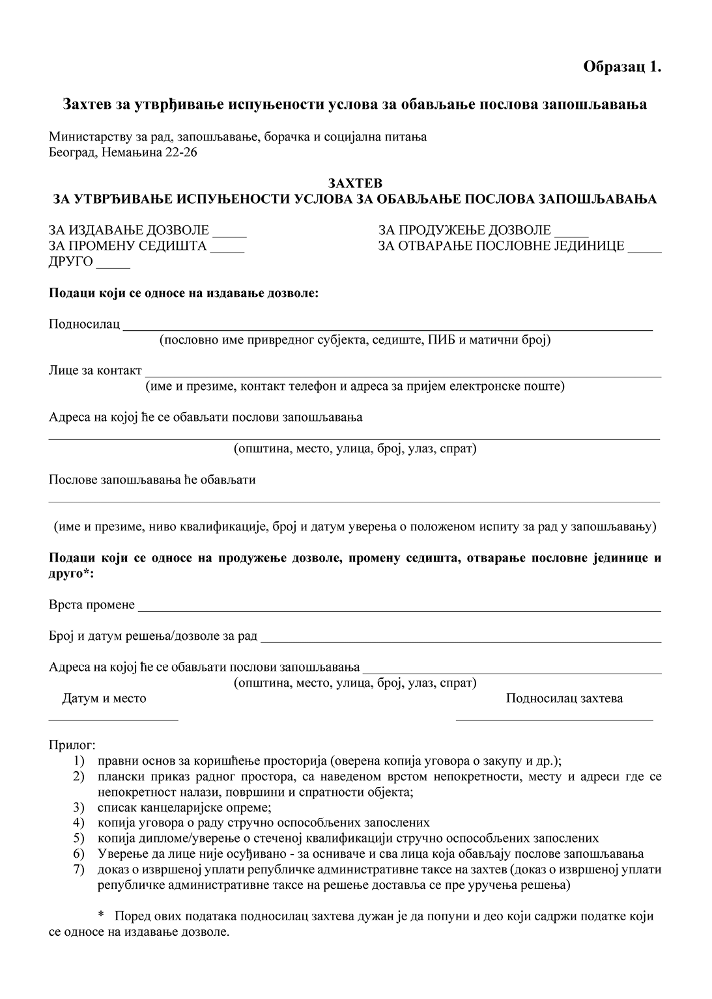 Образац 1.
Захтев за утврђивање испуњености услова за обављање послова запошљавања
Министарству за рад, запошљавање, борачка и социјална питања
Београд, Немањина 22-26
ЗАХТЕВ
ЗА УТВРЂИВАЊЕ ИСПУЊЕНОСТИ УСЛОВА ЗА ОБАВЉАЊЕ ПОСЛОВА ЗАПОШЉАВАЊА
ЗА ИЗДАВАЊЕ ДОЗВОЛЕ _____ ЗА ПРОДУЖЕЊЕ ДОЗВОЛЕ _____
ЗА ПРОМЕНУ СЕДИШТА _____ ЗА ОТВАРАЊЕ ПОСЛОВНЕ ЈЕДИНИЦЕ _____
ДРУГО _____
Подаци који се односе на издавање дозволе:
Подносилац
(пословно име привредног субјекта, седиште, ПИБ и матични број)
Лице за контакт
(име и презиме, контакт телефон и адреса за пријем електронске поште)
Адреса на којој ће се обављати послови запошљавања
(општина, место, улица, број, улаз, спрат)
Послове запошљавања ће обављати
(име и презиме, ниво квалификације, број и датум уверења о положеном испиту за рад у запошљавању)
Подаци који се односе на продужење дозволе, промену седишта, отварање пословне јединице и
друго*:
Врста промене
Број и датум решења/дозволе за рад
Адреса на којој ће се обављати послови запошљавања
(општина, место, улица, број, улаз, спрат)
Датум и место Подносилац захтева
Прилог:
1) правни основ за коришћење просторија (оверена копија уговора о закупу и др.);
2) плански приказ радног простора, са наведеном врстом непокретности, месту и адреси где се
непокретност налази, површини и спратности објекта;
3) списак канцеларијске опреме;
4) копија уговора о раду стручно оспособљених запослених
5) копија дипломе/уверење о стеченој квалификацији стручно оспособљених запослених
6) Уверење да лице није осуђивано - за осниваче и сва лица која обављају послове запошљавања
7) доказ о извршеној уплати републичке административне таксе на захтев (доказ о извршеној уплати
републичке административне таксе на решење доставља се пре уручења решења)
* Поред ових података подносилац захтева дужан је да попуни и део који садржи податке који
се односе на издавање дозволе.